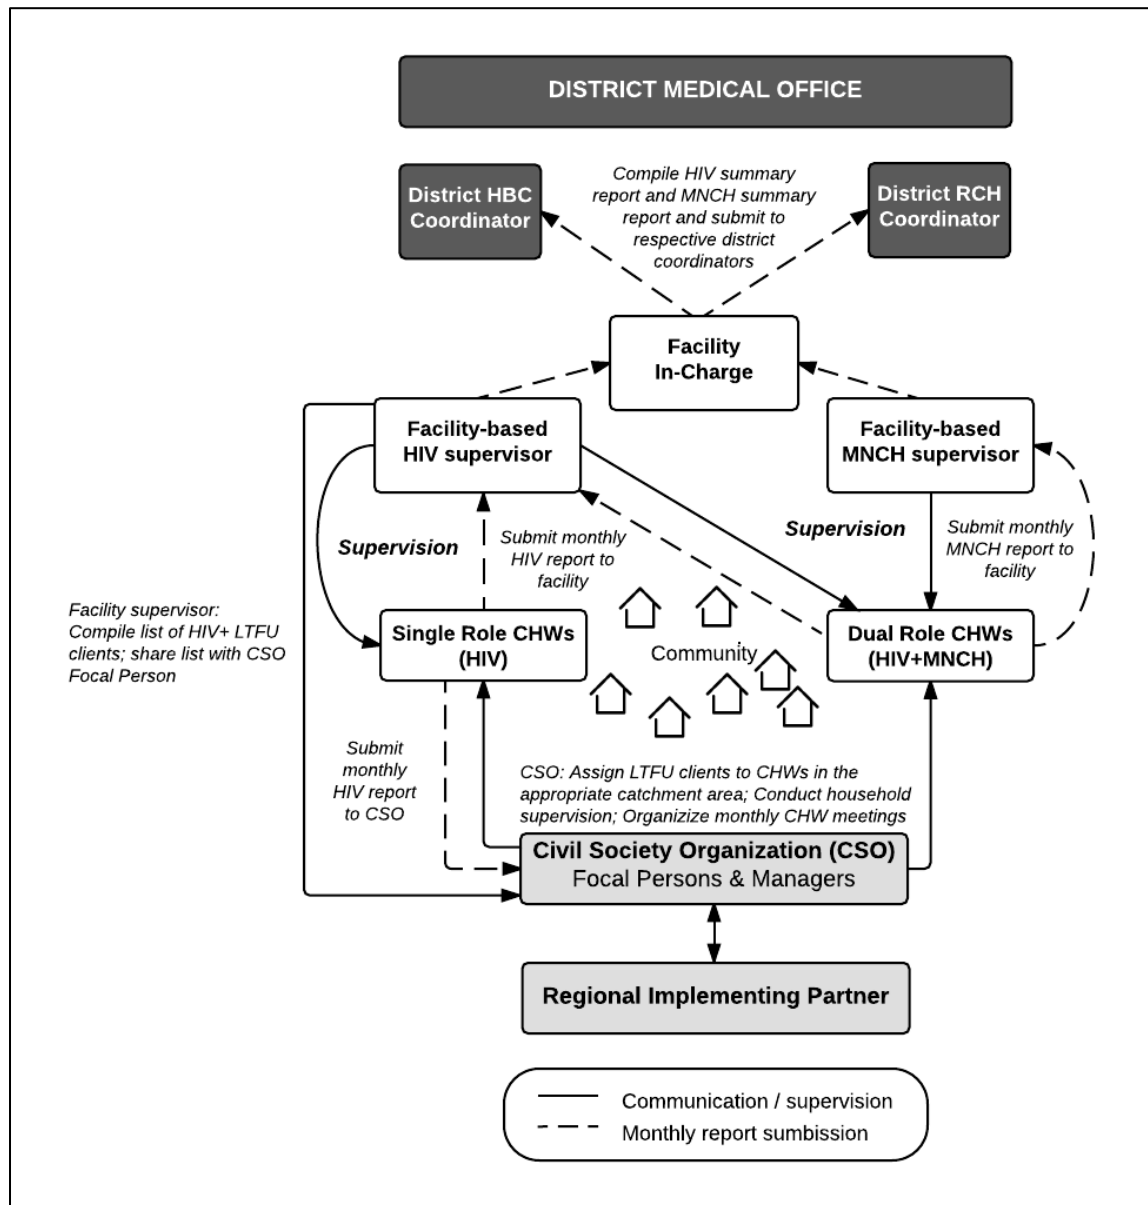 DISTRICT MEDICAL OFFICE
District HBC
Coordinator
Compile HIV summary
report and MNCH summary
report and submit to
respective district
coordinators
District RCH
Coordinator
Facility
In-Charge
Facility-based
HIV supervisor
Facility-based
MNCH supervisor
Supervision
Submit monthly
HIV report to
facility
Supervision
Submit monthly
MNCH report to
facility
Facility supervisor:
Compile list of HIV+ LTFU
clients; share list with CSO
Focal Person
Single Role CHWs
(HIV)
Community
Dual Role CHWs
(HIV+MNCH)
Submit
monthly
HIV report
to CSO
CSO: Assign LTFU clients to CHWs in the
appropriate catchment area; Conduct household
supervision; Organizize monthly CHW meetings
Civil Society Organization (CSO)
Focal Persons & Managers
Regional Implementing Partner
Communication / supervision
Monthly report sumbission